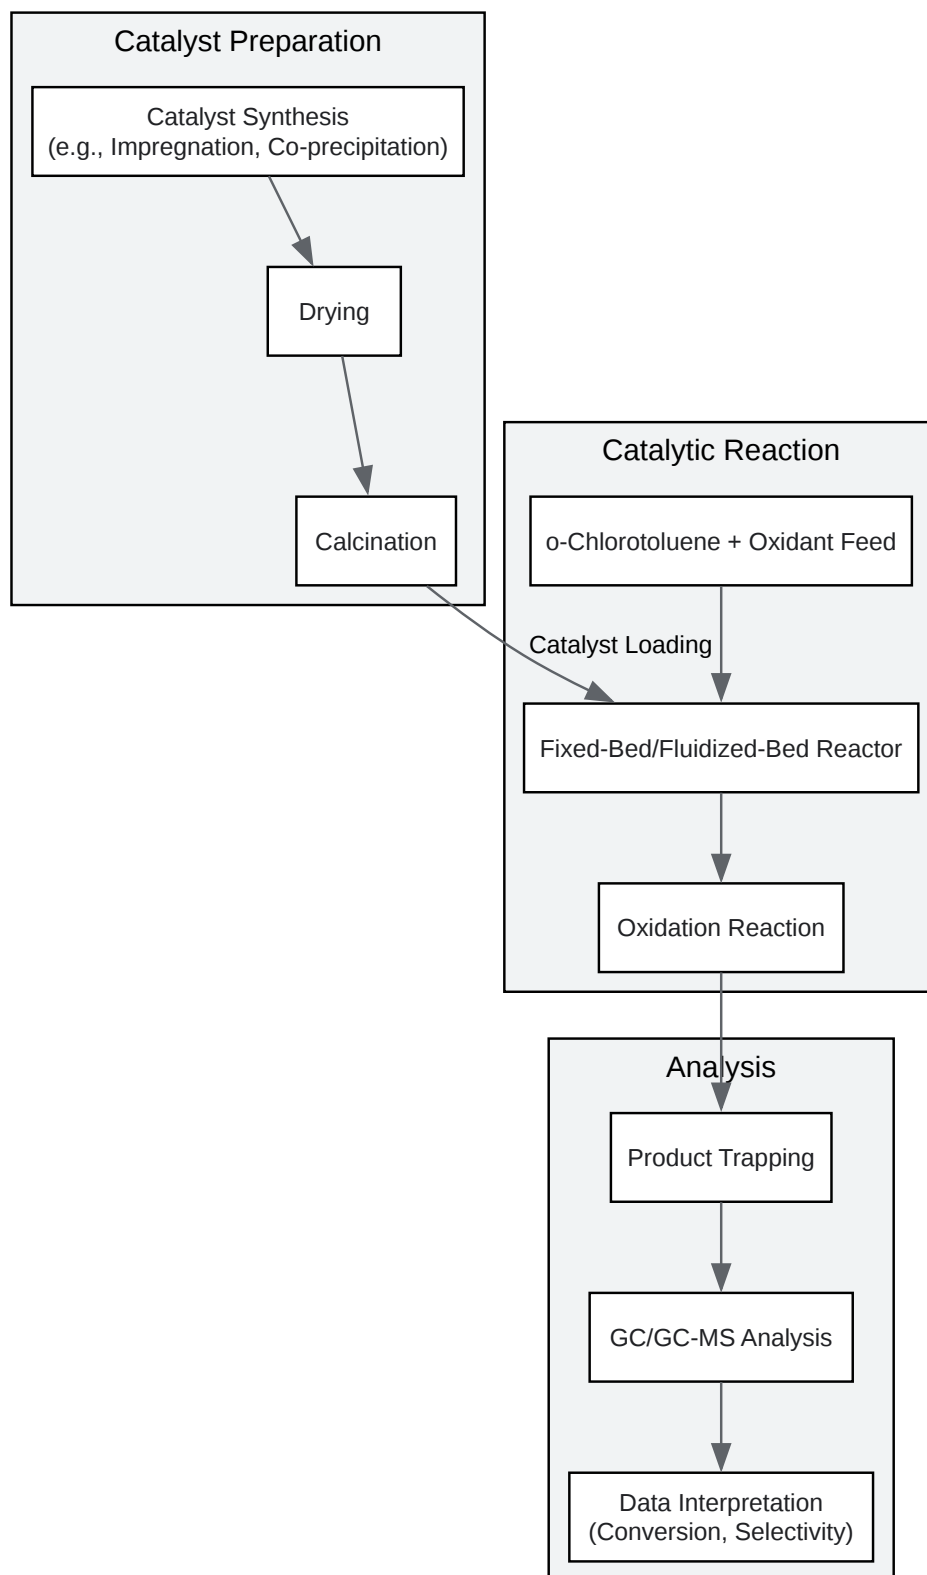 Catalyst Preparation
Catalyst Synthesis
(e.g., Impregnation, Co-precipitation)
Drying
Calcination
Catalytic Reaction
o-Chlorotoluene + Oxidant Feed
Catalyst Loading
Fixed-Bed/Fluidized-Bed Reactor
Oxidation Reaction
Analysis
Product Trapping
GC/GC-MS Analysis
Data Interpretation
(Conversion, Selectivity)